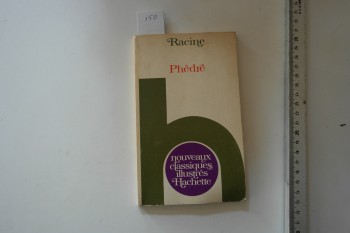 Racine
Phèdre
nouveaux
classiques
illustrés
Hachette